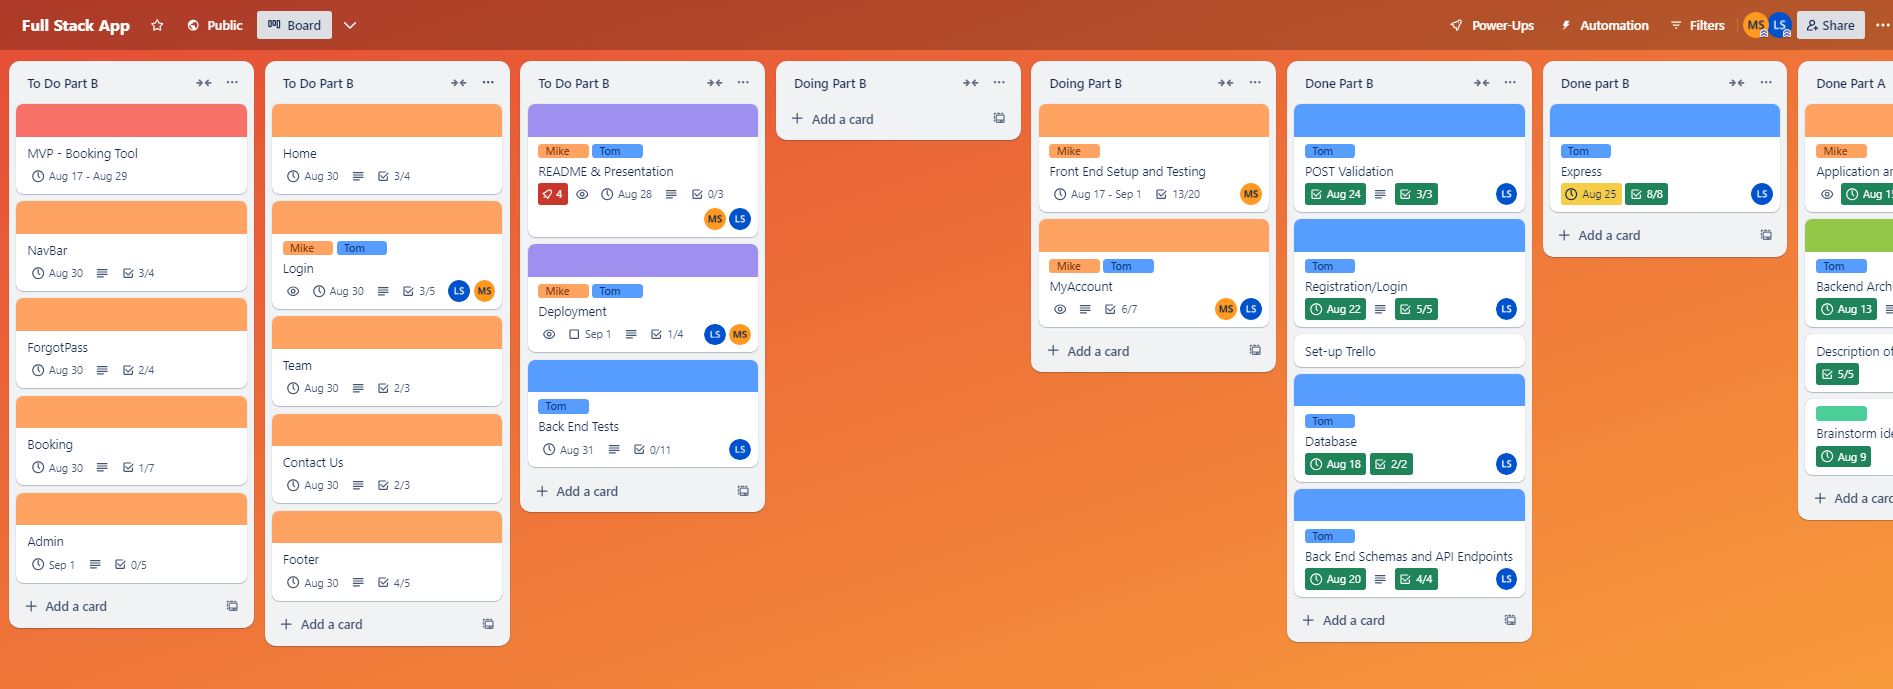 Full Stack App
Public
Board
Power-Ups
Automation
Filters
MS
LS
Share
To Do Part B
MVP - Booking Tool
Aug 17 - Aug 29
NavBar
Aug 30 3/4
ForgotPass
Aug 30 2/4
Booking
Aug 30 1/7
Admin
Sep 1 0/5
Add a card
To Do Part B
Home
Aug 30 3/4
Mike Tom
Login
Aug 30 3/5 LS MS
Team
Aug 30 2/3
Contact Us
Aug 30 2/3
Footer
Aug 30 4/5
Add a card
To Do Part B
Mike Tom
README & Presentation
4 Aug 28 0/3
MS LS
Mike Tom
Deployment
Sep 1 1/4 LS MS
Tom
Back End Tests
Aug 31 0/11 LS
Add a card
Doing Part B
Add a card
Doing Part B
Mike
Front End Setup and Testing
Aug 17 - Sep 1 13/20 MS
Mike Tom
MyAccount
6/7 MS LS
Add a card
Done Part B
Tom
POST Validation
Aug 24 3/3 LS
Tom
Registration/Login
Aug 22 5/5 LS
Set-up Trello
Tom
Database
Aug 18 2/2 LS
Tom
Back End Schemas and API Endpoints
Aug 20 4/4 LS
Add a card
Done part B
Tom
Express
Aug 25 8/8 LS
Add a card
Done Part A
Mike
Application
Aug
Tom
Backend
Aug 13
Description of
5/5
Brainstorm
Aug 9
Add a